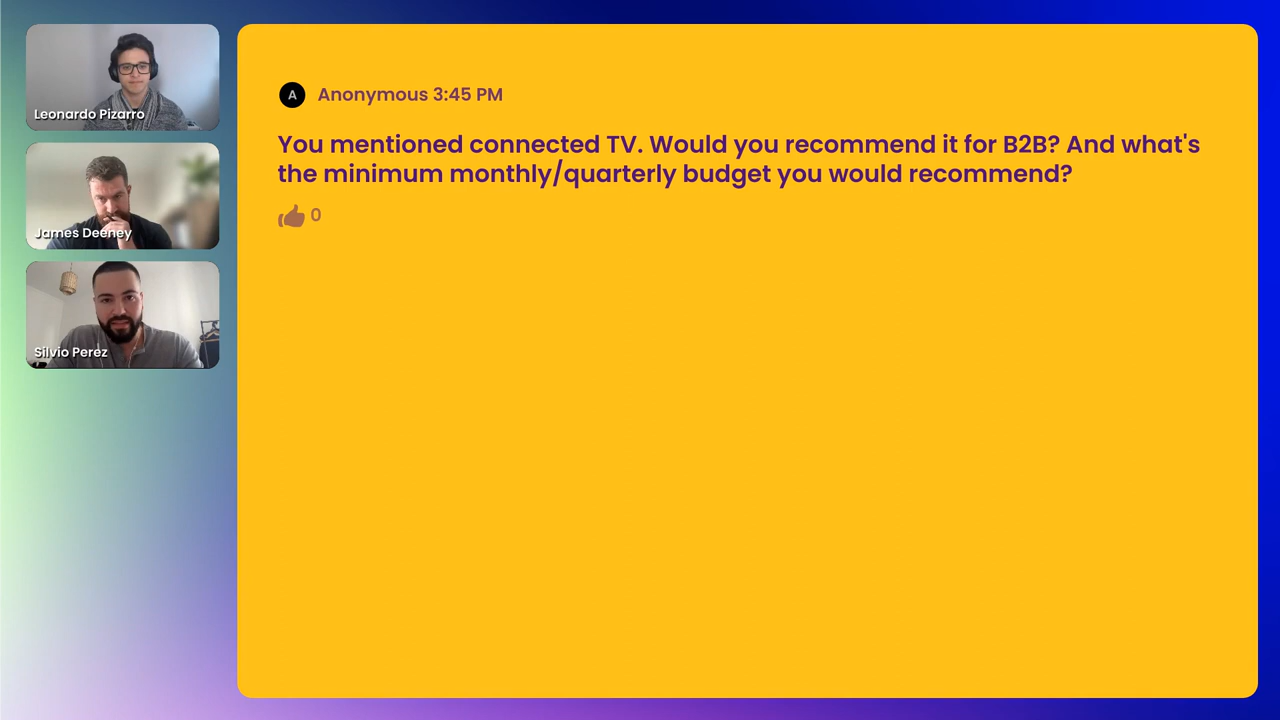 Leonardo Pizarro
James Deeney
Silvio Perez
A
Anonymous 3:45 PM
You mentioned connected TV. Would you recommend it for B2B? And what's
the minimum monthly/quarterly budget you would recommend?
0